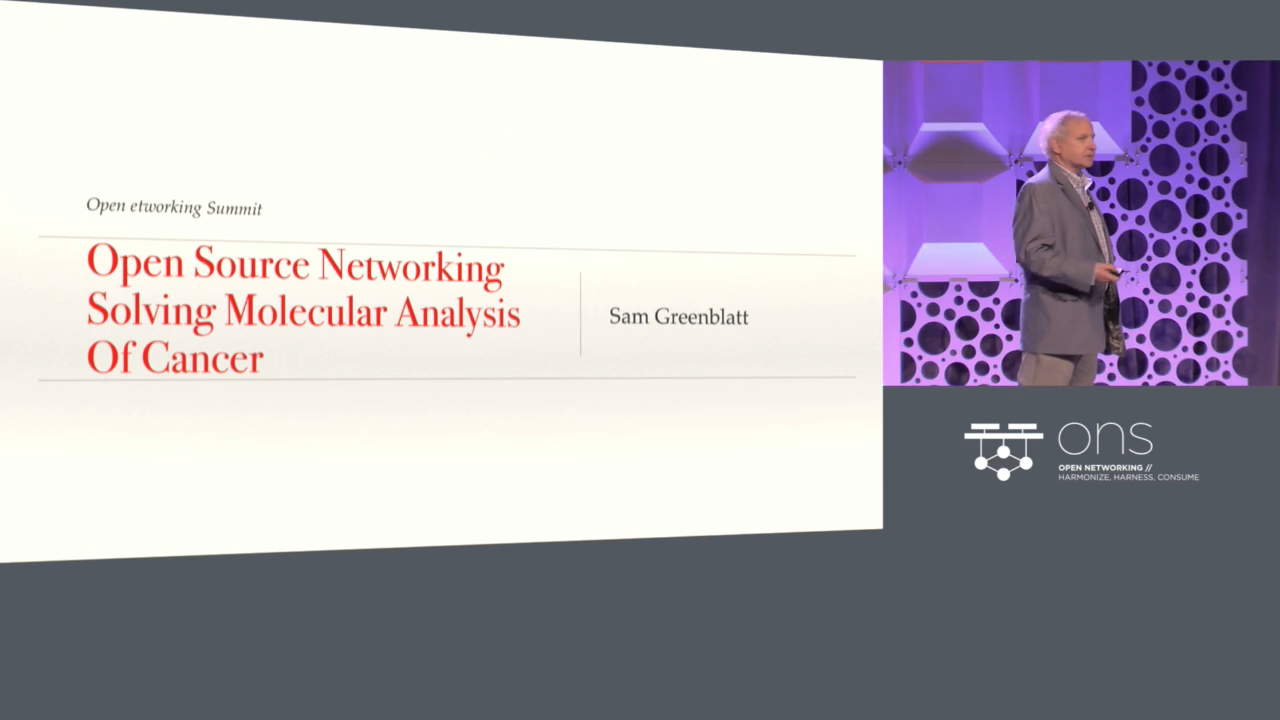 Open etworking Summit
Open Source Networking
Solving Molecular Analysis
Of Cancer
Sam Greenblatt
ons
OPEN NETWORKING //
HARMONIZE, HARNESS, CONSUME